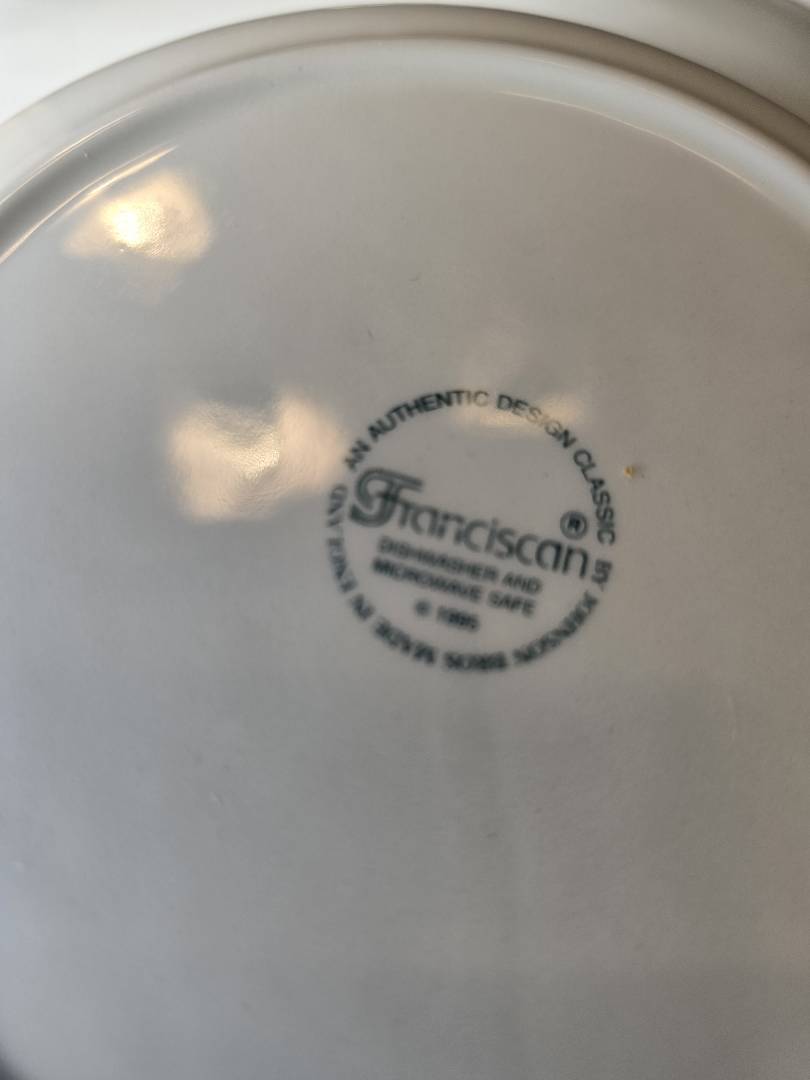 AN AUTHENTIC DESIGN CLASSIC BY JOHNSON BROS MADE IN ENGLAND
Franciscan ®
DISHWASHER AND
MICROWAVE SAFE
©